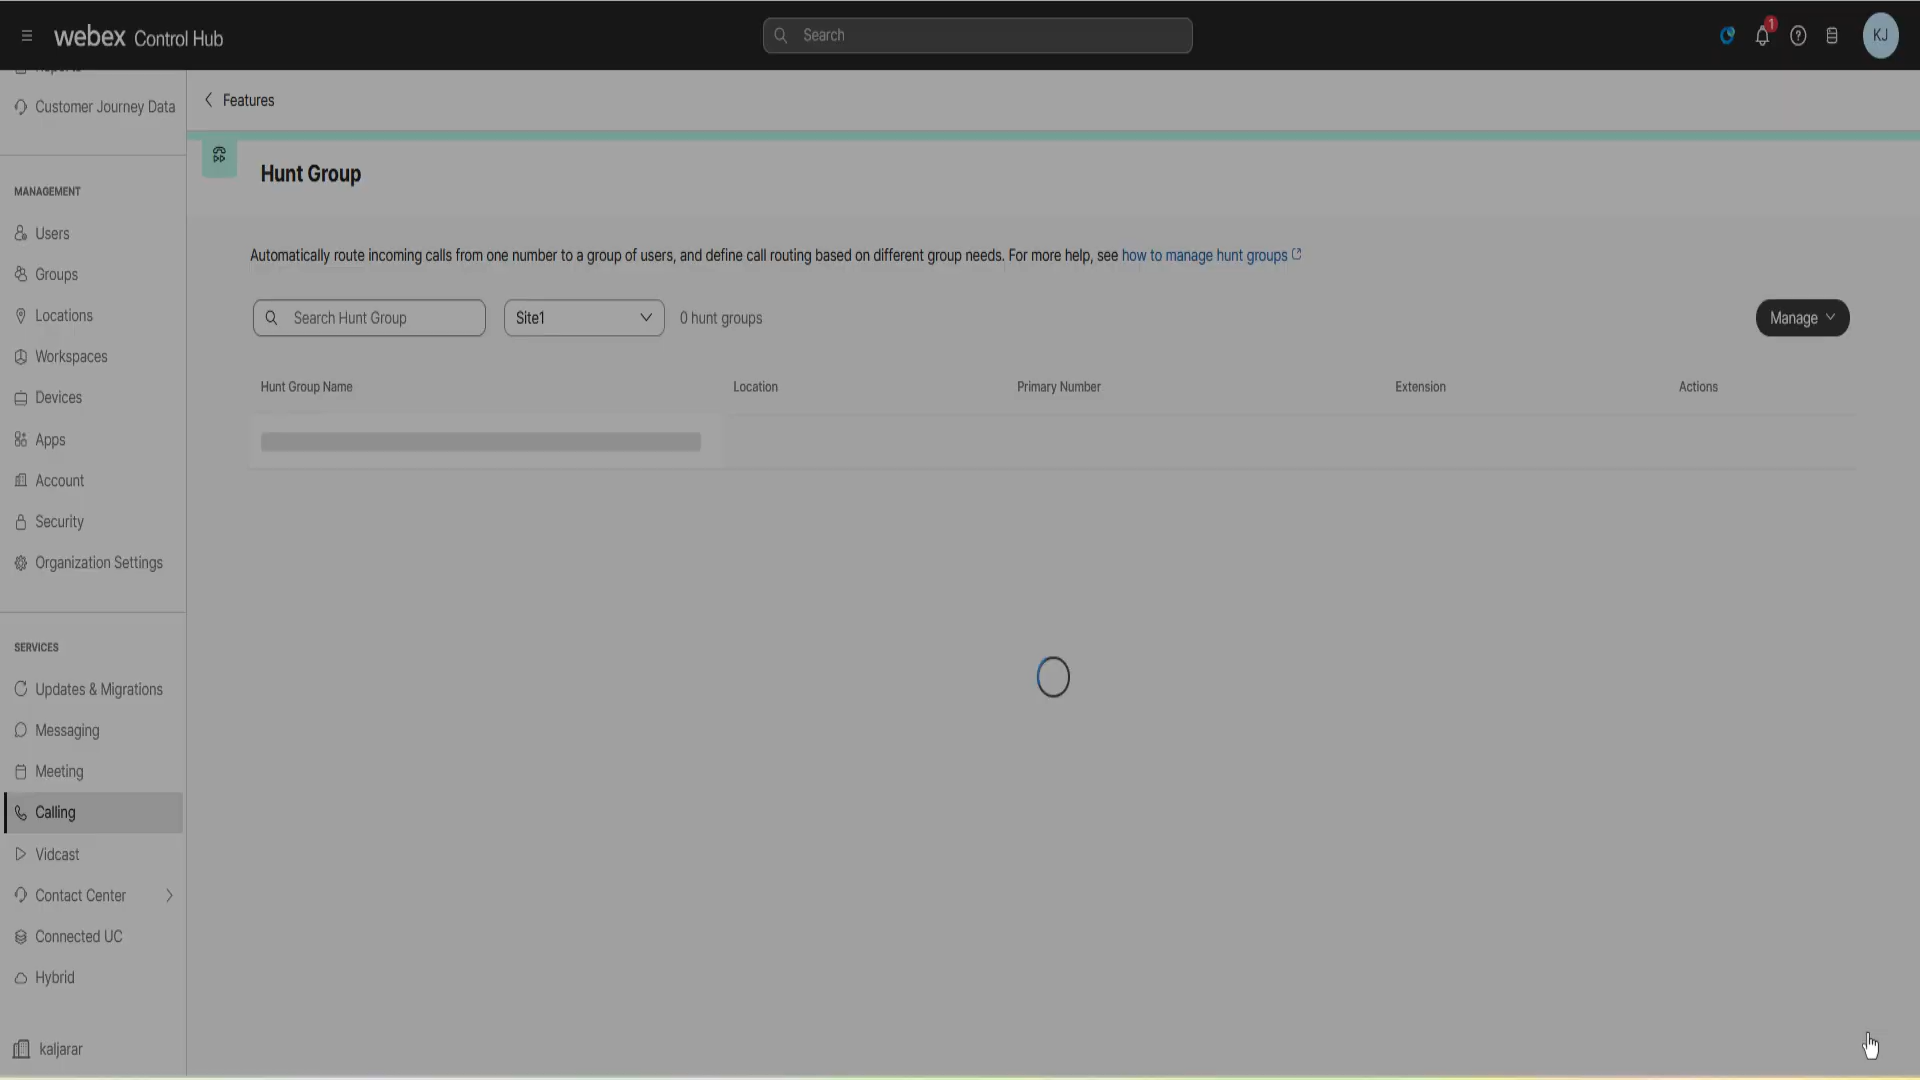 webex Control Hub
Search
1
KJ
Reports
Customer Journey Data
MANAGEMENT
Users
Groups
Locations
Workspaces
Devices
Apps
Account
Security
Organization Settings
SERVICES
Updates & Migrations
Messaging
Meeting
Calling
Vidcast
Contact Center
Connected UC
Hybrid
kaljarar
Features
Hunt Group
Automatically route incoming calls from one number to a group of users, and define call routing based on different group needs. For more help, see how to manage hunt groups
Search Hunt Group
Site1
0 hunt groups
Manage
Hunt Group Name
Location
Primary Number
Extension
Actions